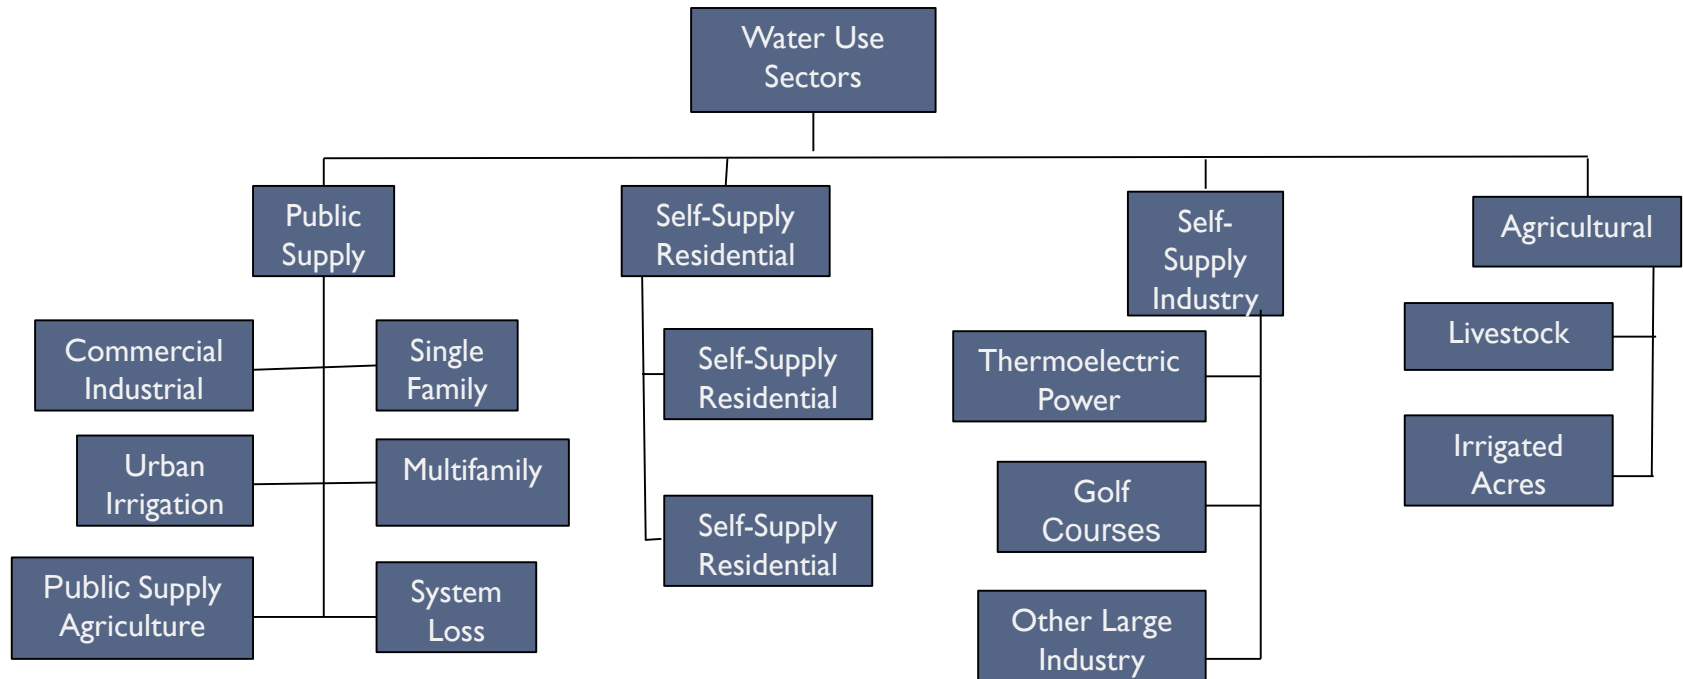 Water Use
Sectors
Public
Supply
Self-Supply
Residential
Self-
Supply
Industry
Agricultural
Commercial
Industrial
Single
Family
Urban
Irrigation
Multifamily
Public Supply
Agriculture
System
Loss
Self-Supply
Residential
Self-Supply
Residential
Thermoelectric
Power
Golf
Courses
Other Large
Industry
Livestock
Irrigated
Acres